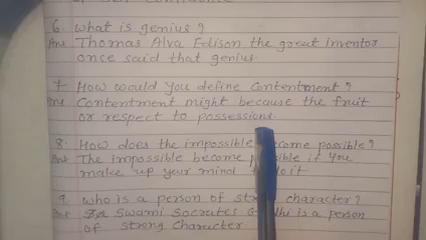 6. What is genius?
Ans Thomas Alva Edison the great inventor
once said that genius.
7. How would you define Contentment?
Ans Contentment might because the fruit
or respect to possessions.
8. How does the impossible come possible?
Ans The impossible become possible if you
make up your mind to do it
9. who is a person of character?
Swami Socrates is a person
of strong Character